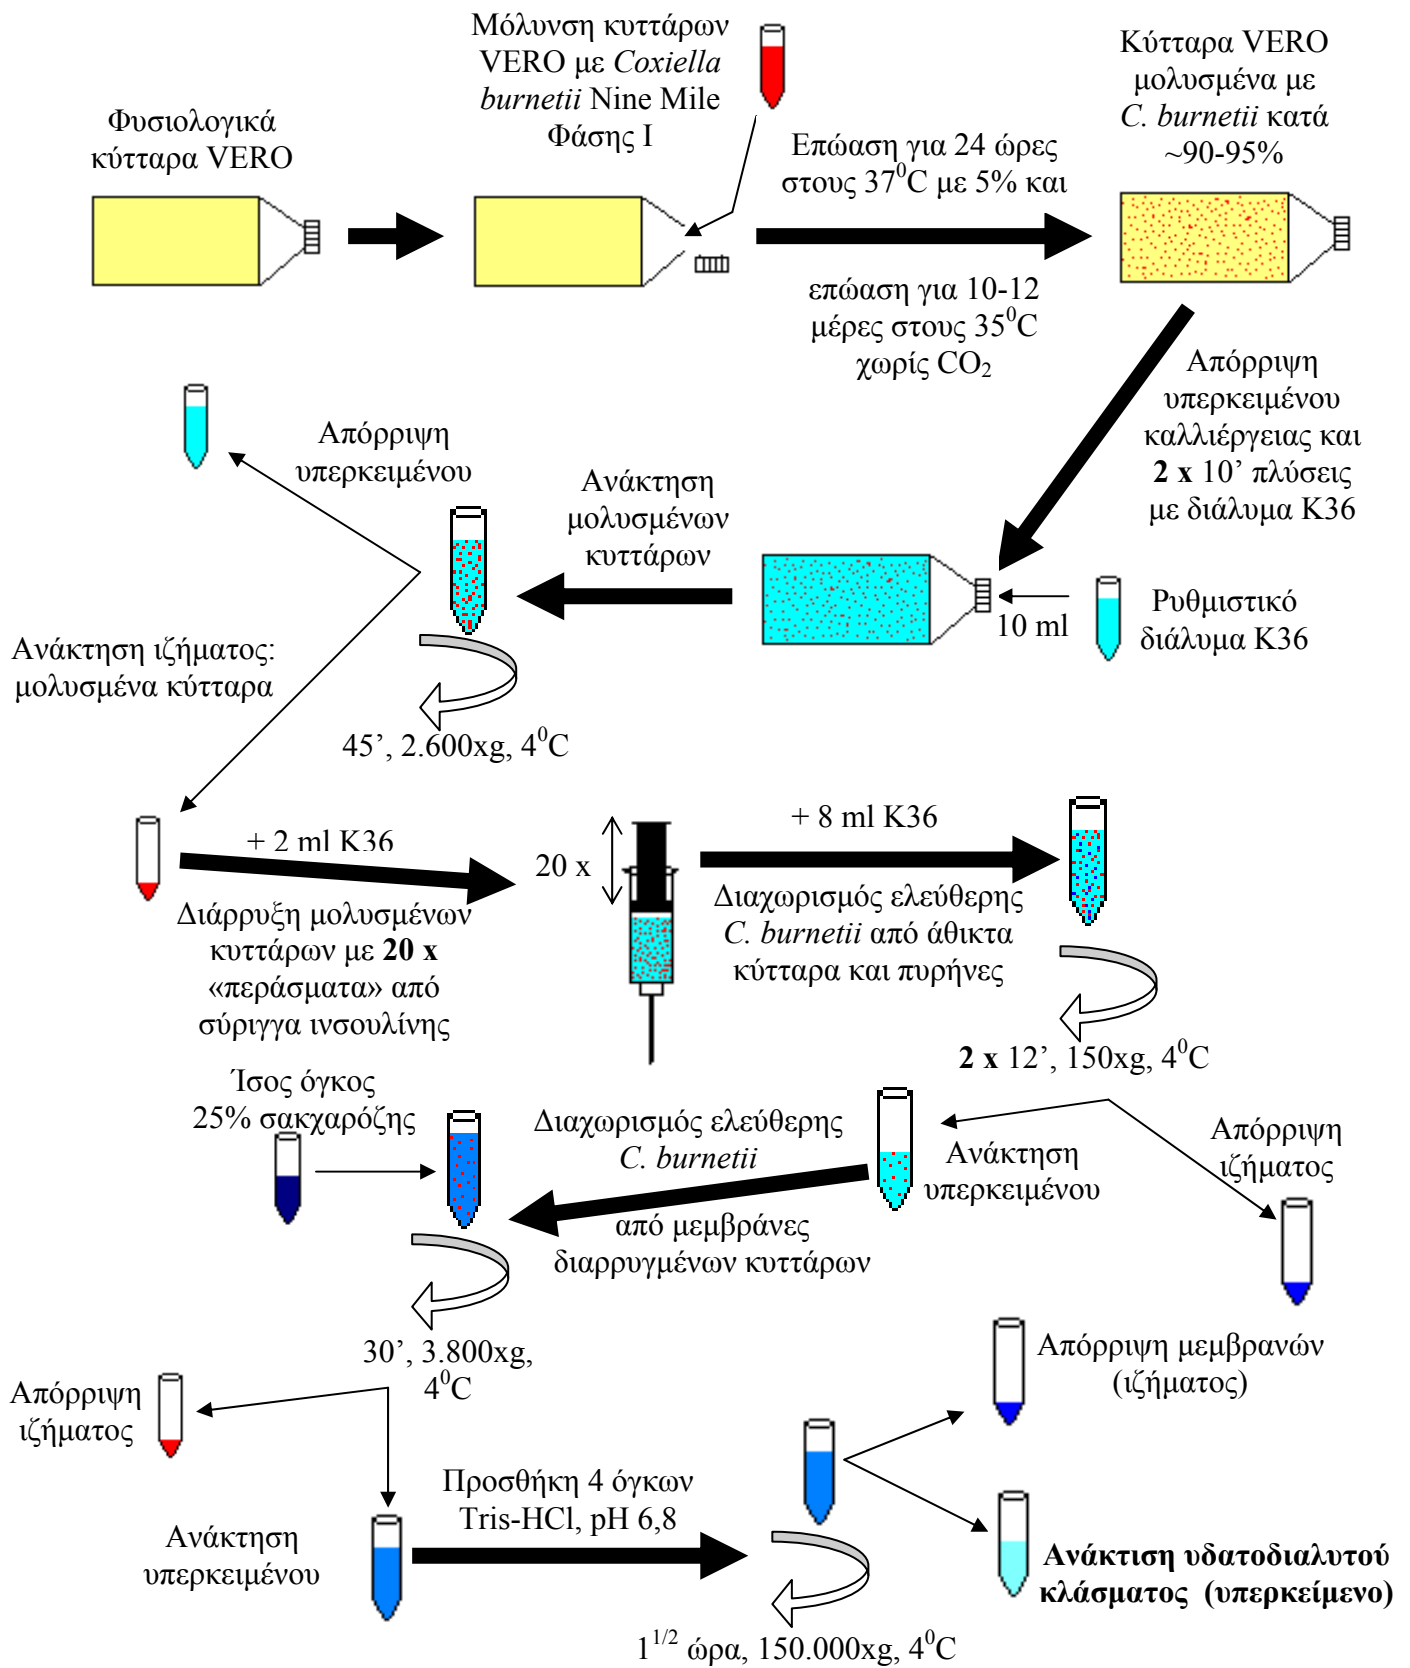 Φυσιολογικά
κύτταρα VERO
Μόλυνση κυττάρων
VERO με Coxiella
burnetii Nine Mile
Φάσης Ι
Επώαση για 24 ώρες
στους 37⁰C με 5% και
επώαση για 10-12
μέρες στους 35⁰C
χωρίς CO₂
Κύτταρα VERO
μολυσμένα με
C. burnetii κατά
~90-95%
Απόρριψη
υπερκειμένου
καλλιέργειας και
2 x 10’ πλύσεις
με διάλυμα K36
Ρυθμιστικό
διάλυμα K36
10 ml
Ανάκτηση
μολυσμένων
κυττάρων
Απόρριψη
υπερκειμένου
45’, 2.600xg, 4⁰C
Ανάκτηση ιζήματος:
μολυσμένα κύτταρα
+ 2 ml K36
Διάρρυξη μολυσμένων
κυττάρων με 20 x
«περάσματα» από
σύριγγα ινσουλίνης
20 x
+ 8 ml K36
Διαχωρισμός ελεύθερης
C. burnetii από άθικτα
κύτταρα και πυρήνες
2 x 12’, 150xg, 4⁰C
Απόρριψη
ιζήματος
Ανάκτηση
υπερκειμένου
Διαχωρισμός ελεύθερης
C. burnetii
από μεμβράνες
διαρρυγμένων κυττάρων
Ίσος όγκος
25% σακχαρόζης
30’, 3.800xg,
4⁰C
Απόρριψη
ιζήματος
Ανάκτηση
υπερκειμένου
Προσθήκη 4 όγκων
Tris-HCl, pH 6,8
1¹/² ώρα, 150.000xg, 4⁰C
Απόρριψη μεμβρανών
(ιζήματος)
Ανάκτιση υδατοδιαλυτού
κλάσματος (υπερκείμενο)